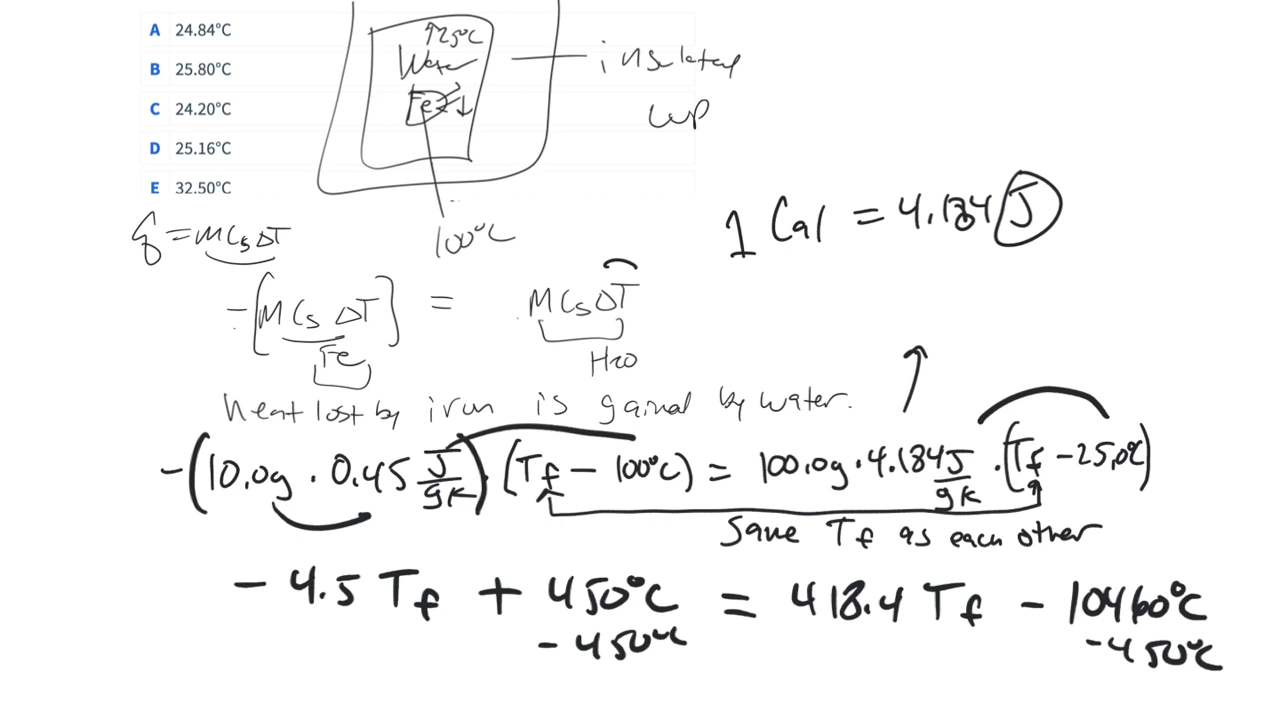 A 24.84°C
B 25.80°C
C 24.20°C
D 25.16°C
E 32.50°C
↑25°C
Water
Fe ↓
insulated
cup
100°C
1 Cal = 4.184 J
q = mCsΔT
-[MCsΔT] = MCsΔT
Fe H20
heat lost by iron is gained by water.
-(10.0g · 0.45 J/gK) · (Tf - 100°C) = 100.0g · 4.184 J/gK · (Tf - 25.0°C)
Same Tf as each other
- 4.5 Tf + 450°C = 418.4 Tf - 10460°C
- 450°C - 450°C